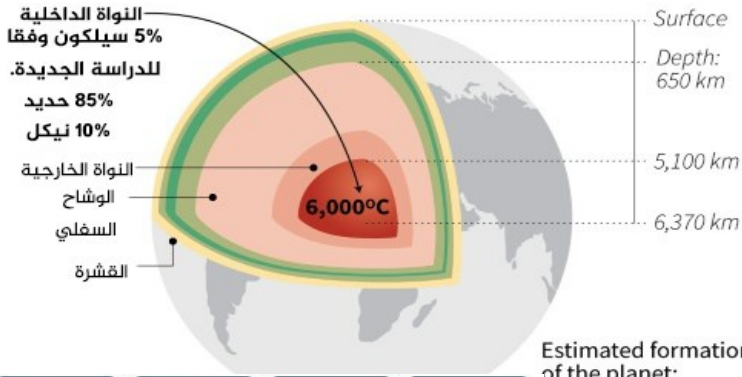 النواة الداخلية
5% سيلكون وفقا
للدراسة الجديدة.
85% حديد
10% نيكل
النواة الخارجية
الوشاح
السفلي
القشرة
6,000ºC
Surface
Depth:
650 km
5,100 km
6,370 km
Estimated formation
of the planet: